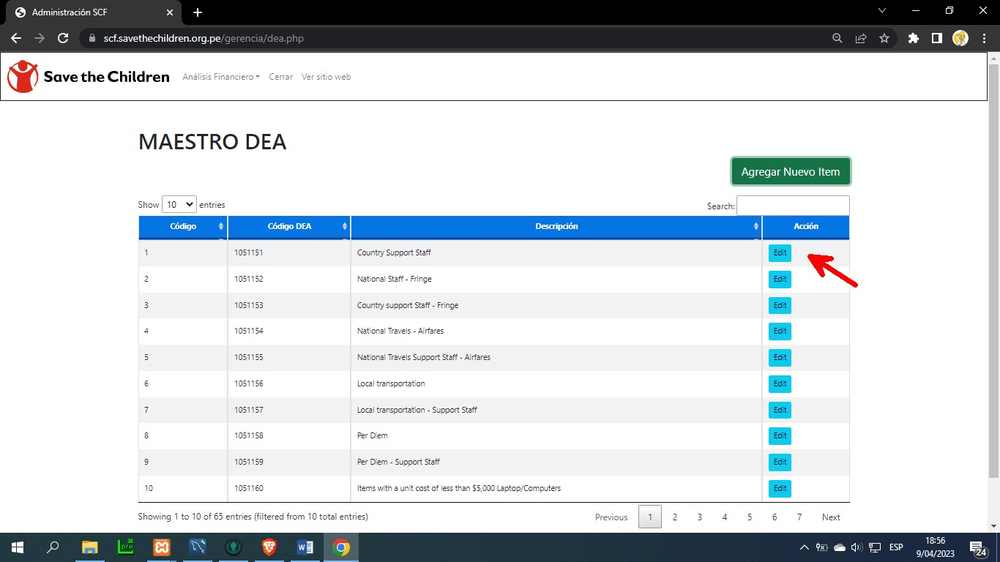 Administración SCF
scf.savethechildren.org.pe/gerencia/dea.php
Save the Children Análisis Financiero Cerrar Ver sitio web
MAESTRO DEA
Agregar Nuevo Item
Show 10 entries Search:
Código Código DEA Descripción Acción
1 1051151 Country Support Staff Edit
2 1051152 National Staff - Fringe Edit
3 1051153 Country support Staff - Fringe Edit
4 1051154 National Travels - Airfares Edit
5 1051155 National Travels Support Staff - Airfares Edit
6 1051156 Local transportation Edit
7 1051157 Local transportation - Support Staff Edit
8 1051158 Per Diem Edit
9 1051159 Per Diem - Support Staff Edit
10 1051160 Items with a unit cost of less than $5,000 Laptop/Computers Edit
Showing 1 to 10 of 65 entries (filtered from 10 total entries) Previous 1 2 3 4 5 6 7 Next
pro
ESP
18:56
9/04/2023
24